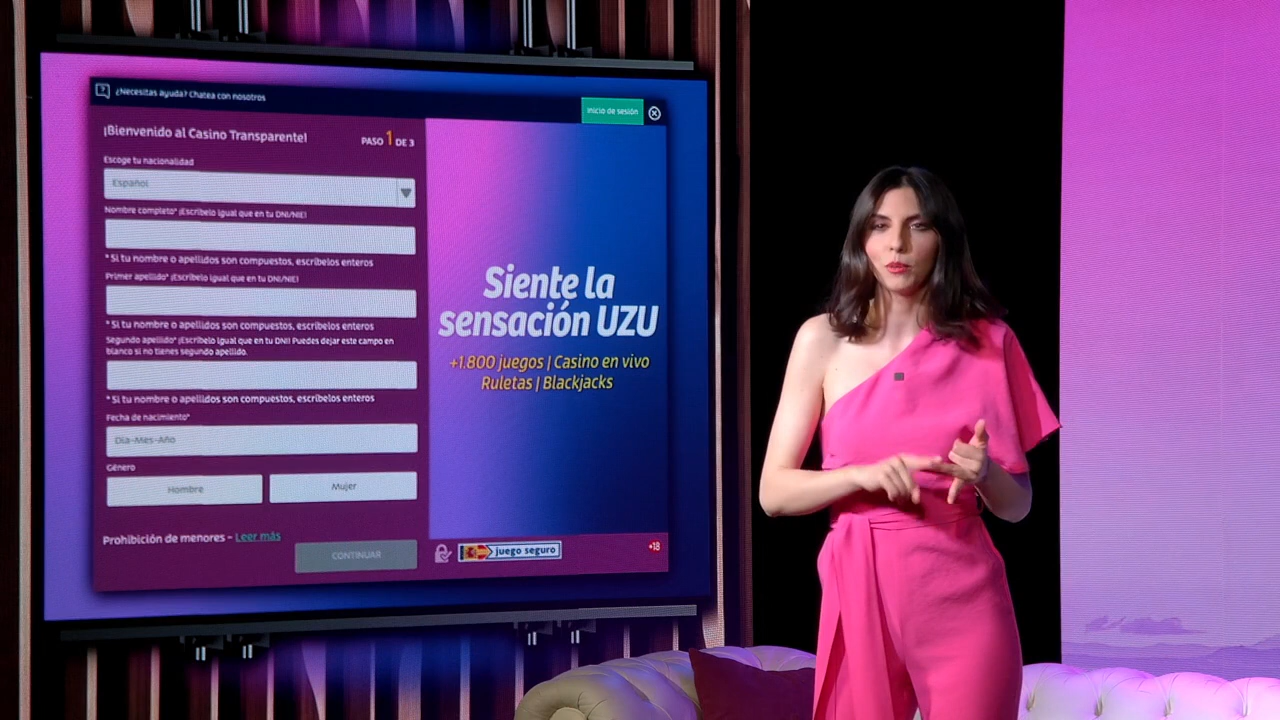 ¿Necesitas ayuda? Chatea con nosotros
Inicio de sesión
¡Bienvenido al Casino Transparente!
PASO 1 DE 3
Escoge tu nacionalidad
Español
Nombre completo* ¡Escríbelo igual que en tu DNI/NIE!
* Si tu nombre o apellidos son compuestos, escríbelos enteros
Primer apellido* ¡Escríbelo igual que en tu DNI/NIE!
* Si tu nombre o apellidos son compuestos, escríbelos enteros
Segundo apellido* ¡Escríbelo igual que en tu DNI! Puedes dejar este campo en
blanco si no tienes segundo apellido.
* Si tu nombre o apellidos son compuestos, escríbelos enteros
Fecha de nacimiento*
Día-Mes-Año
Género
Hombre
Mujer
Prohibición de menores - Leer más
CONTINUAR
Siente la
sensación UZU
+1.800 juegos | Casino en vivo
Ruletas | Blackjacks
juego seguro
+18